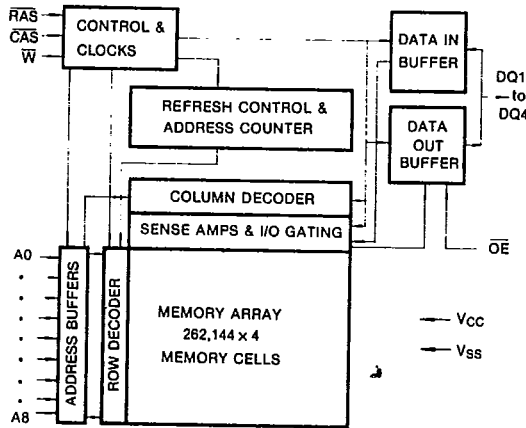 RAS
CAS
W
CONTROL &
CLOCKS
DATA IN
BUFFER
DQ1
to
DQ4
REFRESH CONTROL &
ADDRESS COUNTER
DATA
OUT
BUFFER
COLUMN DECODER
SENSE AMPS & I/O GATING
OE
A0
A8
ADDRESS BUFFERS
ROW DECODER
MEMORY ARRAY
262,144 × 4
MEMORY CELLS
VCC
VSS